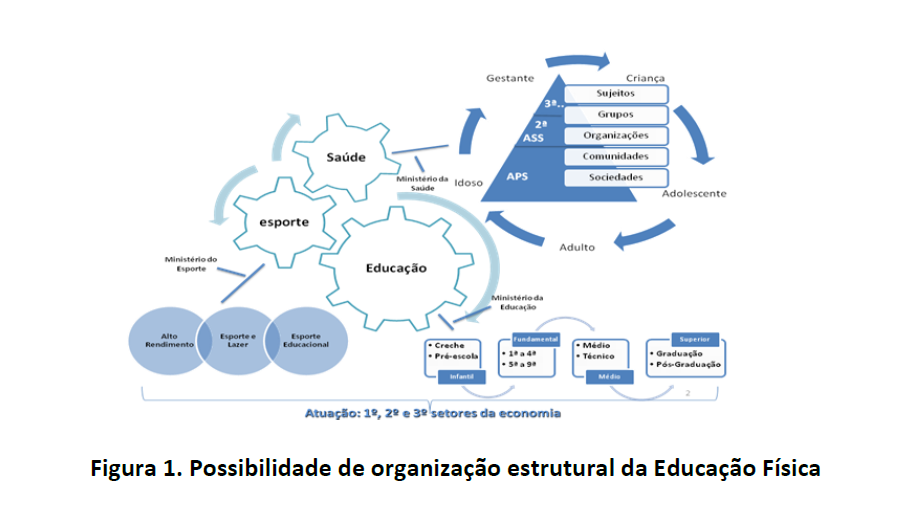 Gestante
Criança
3ª..
Sujeitos
Grupos
2ª
ASS
Organizações
Comunidades
APS
Sociedades
Idoso
Adolescente
Adulto
Saúde
Ministério da
Saúde
esporte
Educação
Ministério do
Esporte
Ministério da
Educação
Alto
Rendimento
Esporte e
Lazer
Esporte
Educacional
• Creche
• Pré-escola
Infantil
Fundamental
• 1ª a 4ª
• 5ª a 9ª
• Médio
• Técnico
Médio
Superior
• Graduação
• Pós-Graduação
2
Atuação: 1º, 2º e 3º setores da economia
Figura 1. Possibilidade de organização estrutural da Educação Física